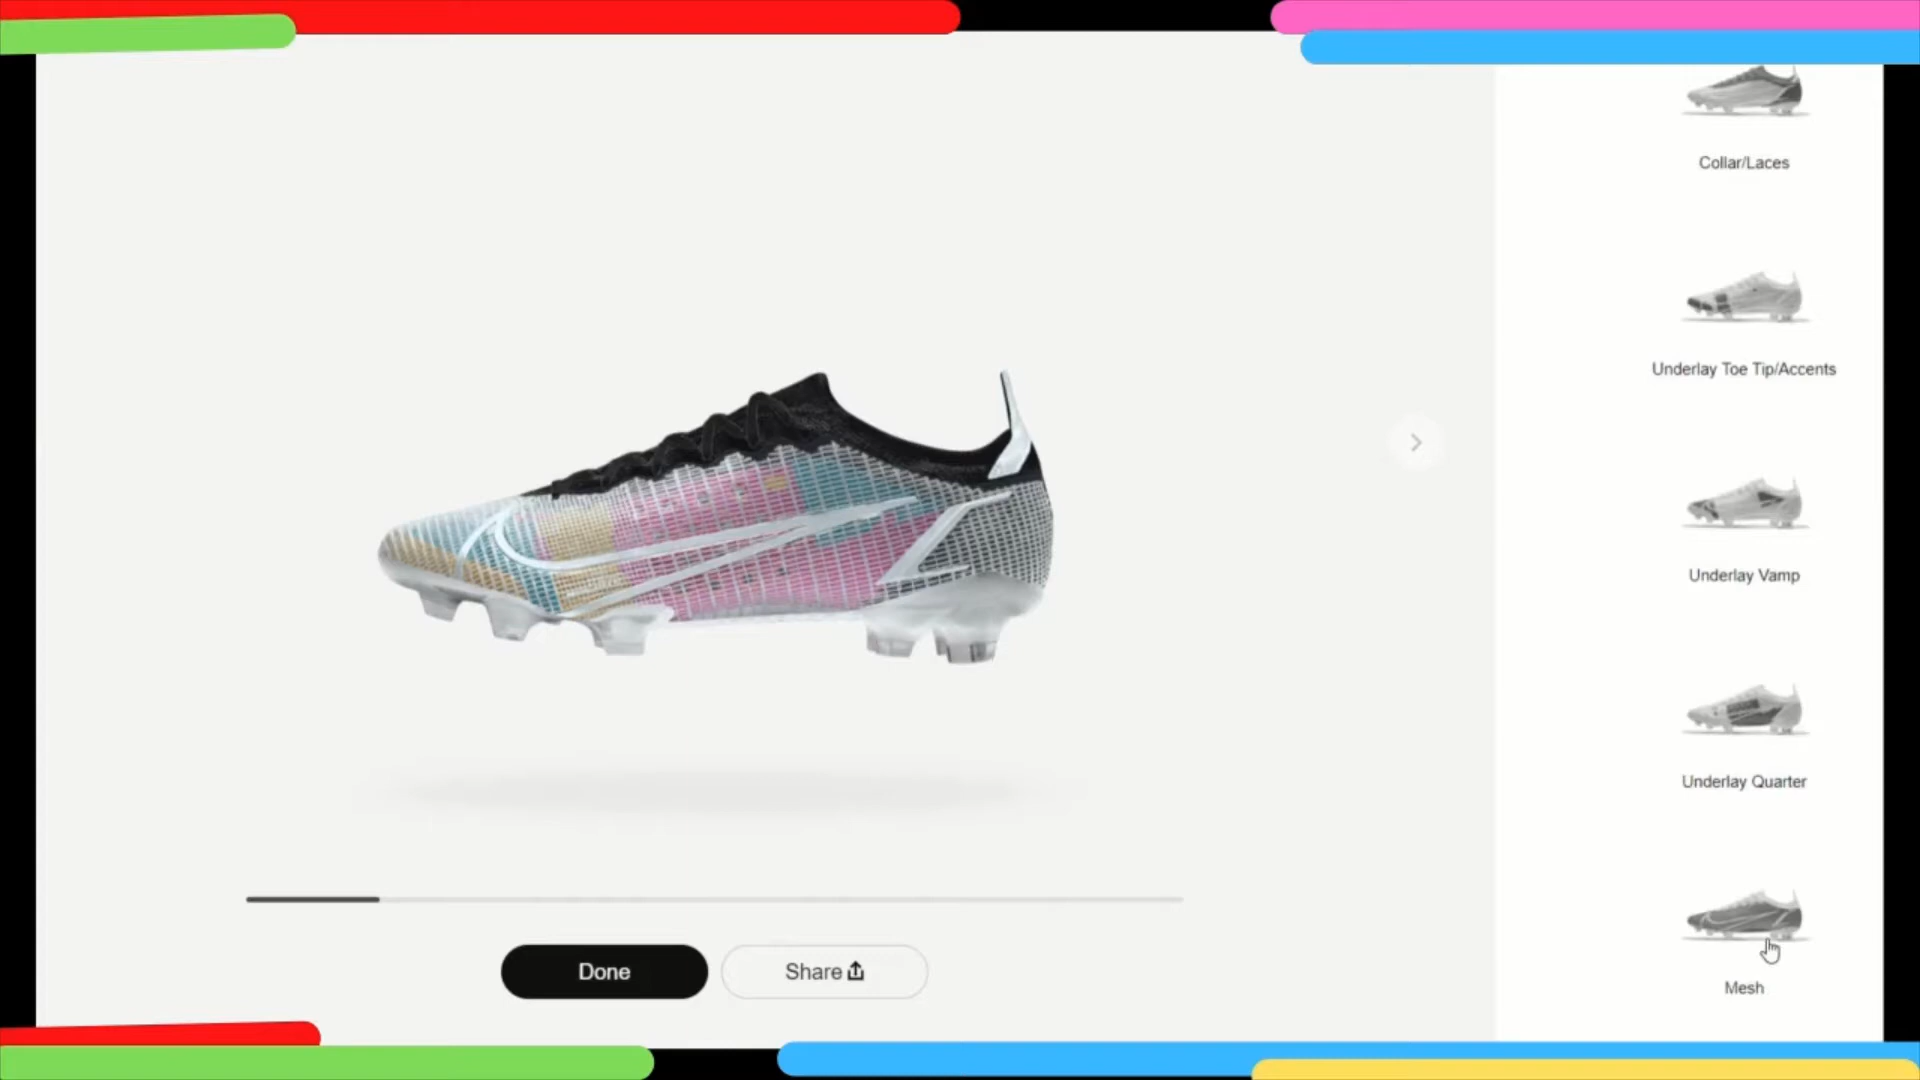 Collar/Laces
Underlay Toe Tip/Accents
Underlay Vamp
Underlay Quarter
Mesh
Done
Share